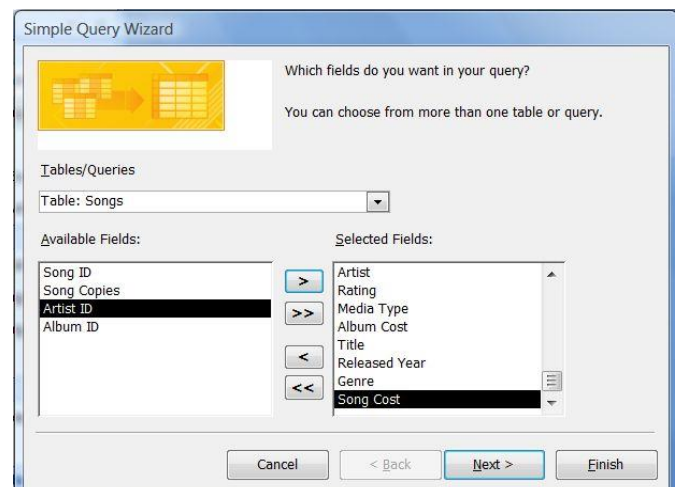 Simple Query Wizard
Which fields do you want in your query?
You can choose from more than one table or query.
Tables/Queries
Table: Songs
Available Fields:
Song ID
Song Copies
Artist ID
Album ID
>
>>
<
<<
Selected Fields:
Artist
Rating
Media Type
Album Cost
Title
Released Year
Genre
Song Cost
Cancel
< Back
Next >
Finish